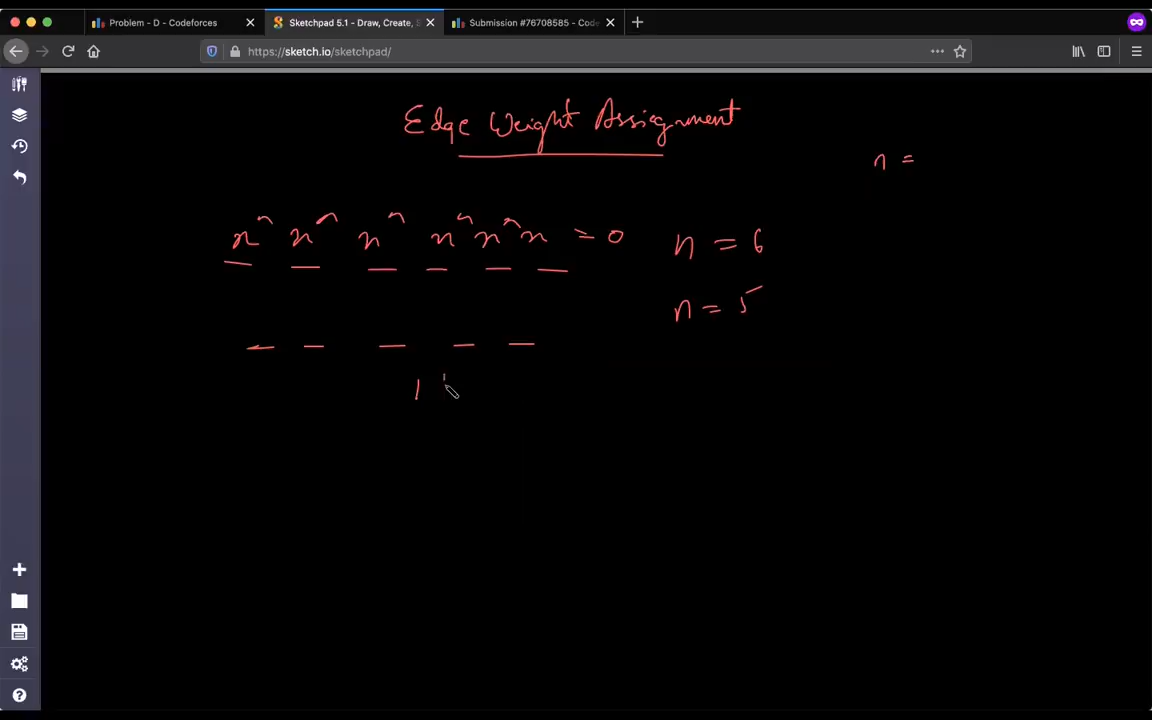 Problem - D - Codeforces
Sketchpad 5.1 - Draw, Create, S
Submission #76708585 - Code
https://sketch.io/sketchpad/
Edge Weight Assignment
n =
x^x^x^x^x^x = 0
n = 6
n = 5
1 1